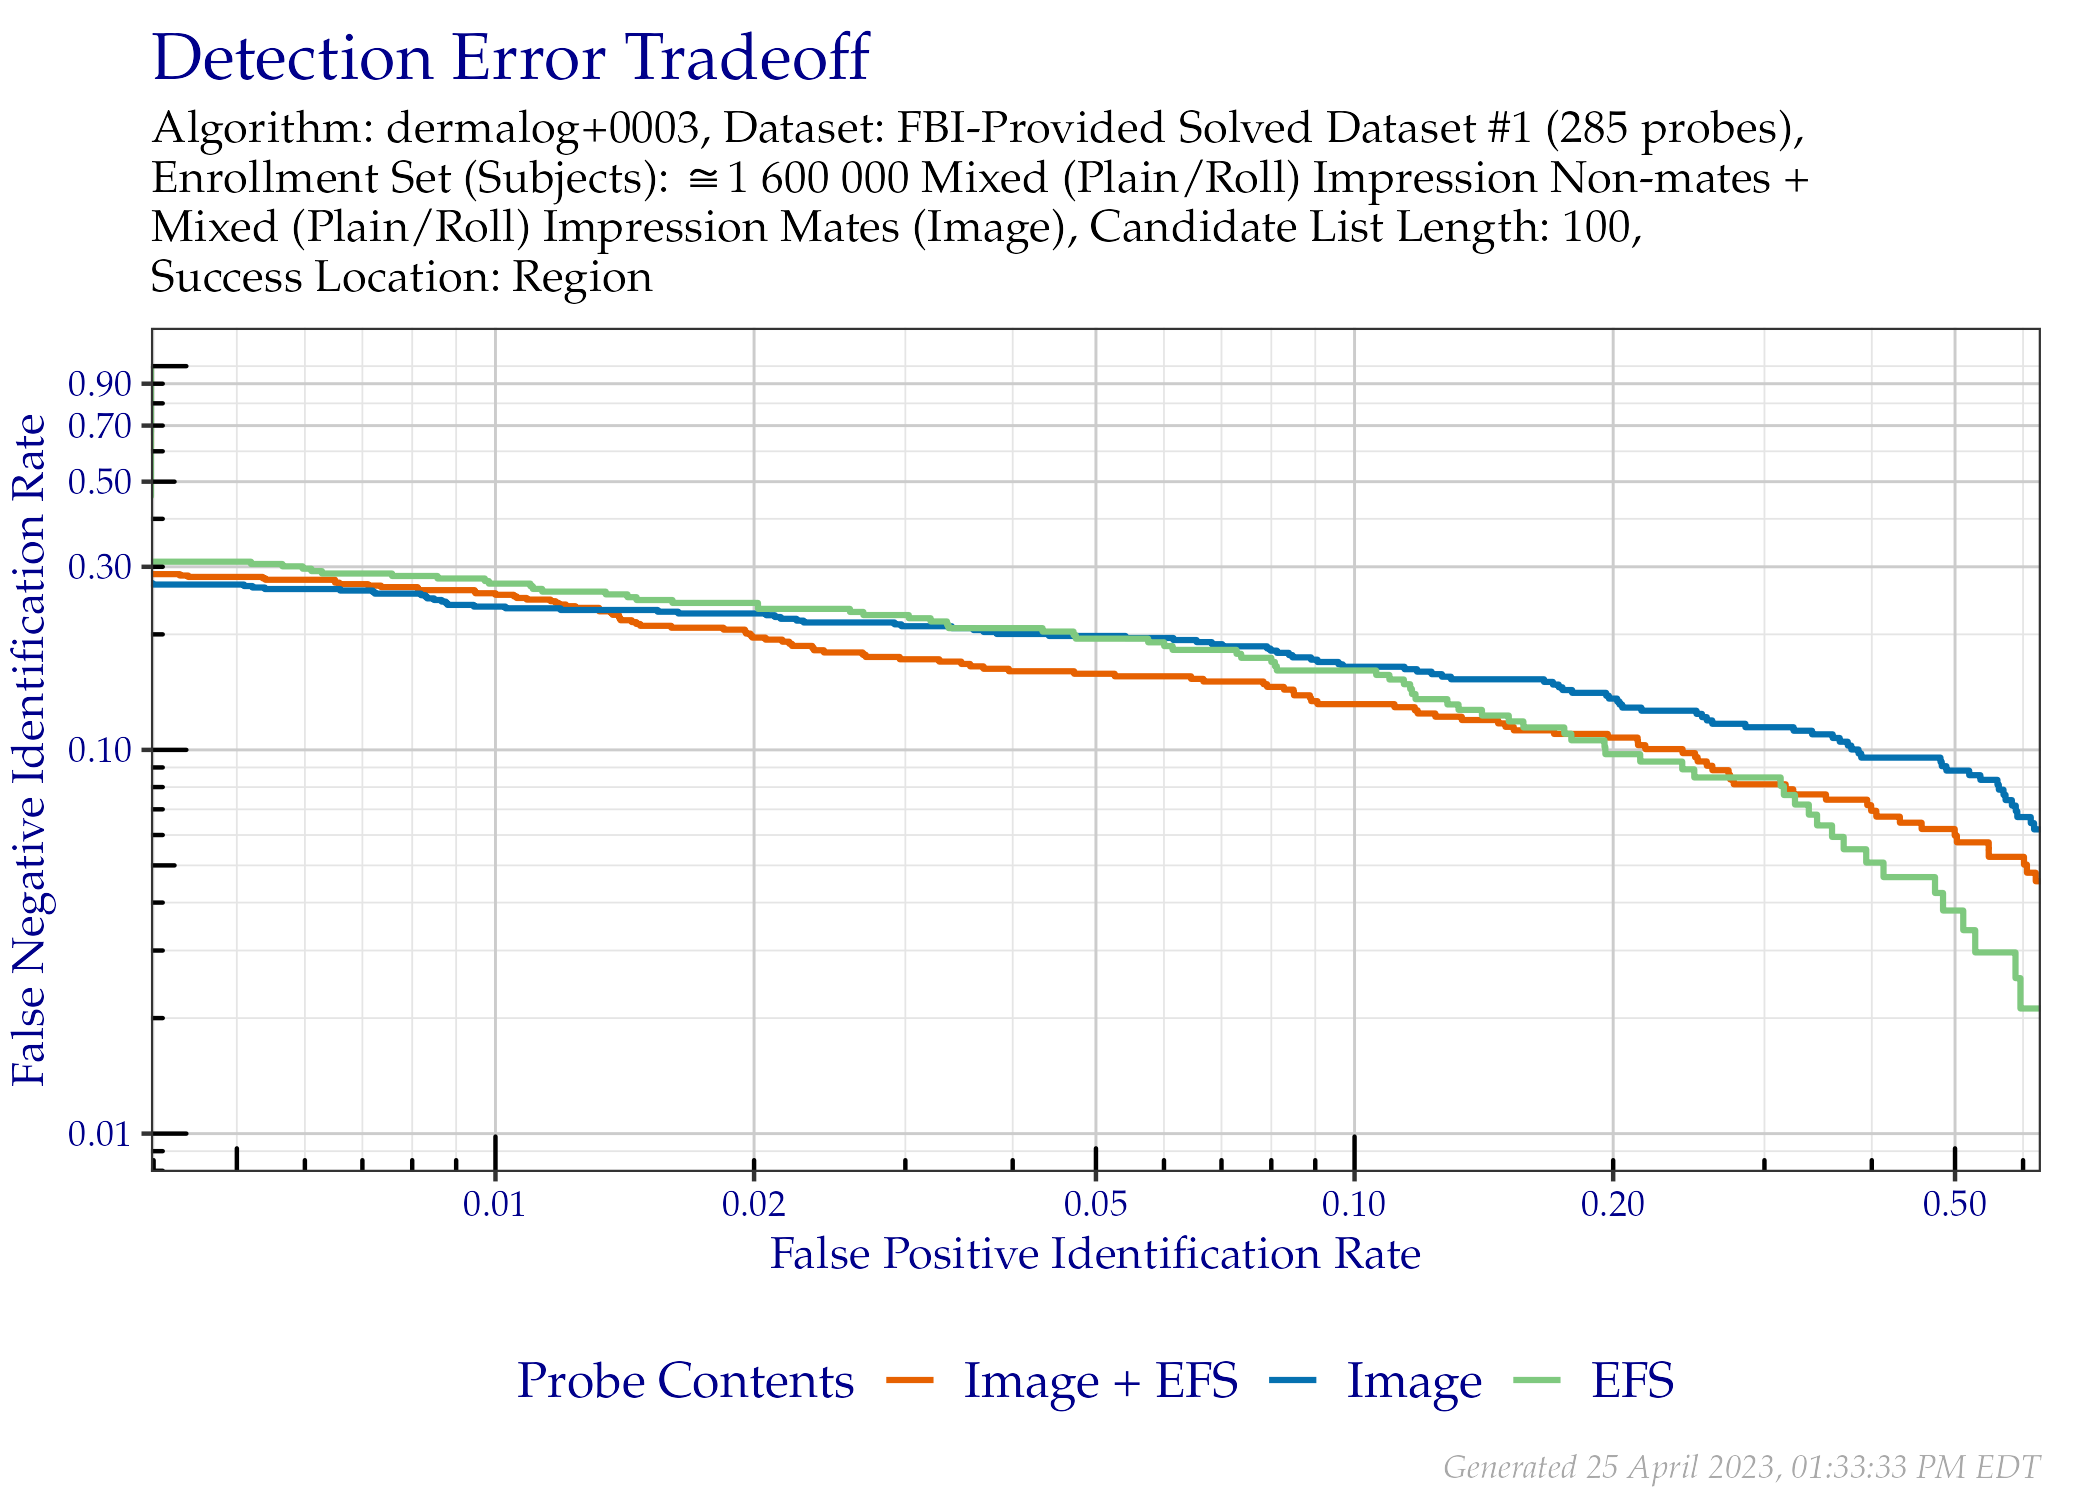 Detection Error Tradeoff
Algorithm: dermalog+0003, Dataset: FBI-Provided Solved Dataset #1 (285 probes),
Enrollment Set (Subjects): ≅1 600 000 Mixed (Plain/Roll) Impression Non-mates +
Mixed (Plain/Roll) Impression Mates (Image), Candidate List Length: 100,
Success Location: Region
False Negative Identification Rate
0.90
0.70
0.50
0.30
0.10
0.01
0.01 0.02 0.05 0.10 0.20 0.50
False Positive Identification Rate
Probe Contents Image + EFS Image EFS
Generated 25 April 2023, 01:33:33 PM EDT